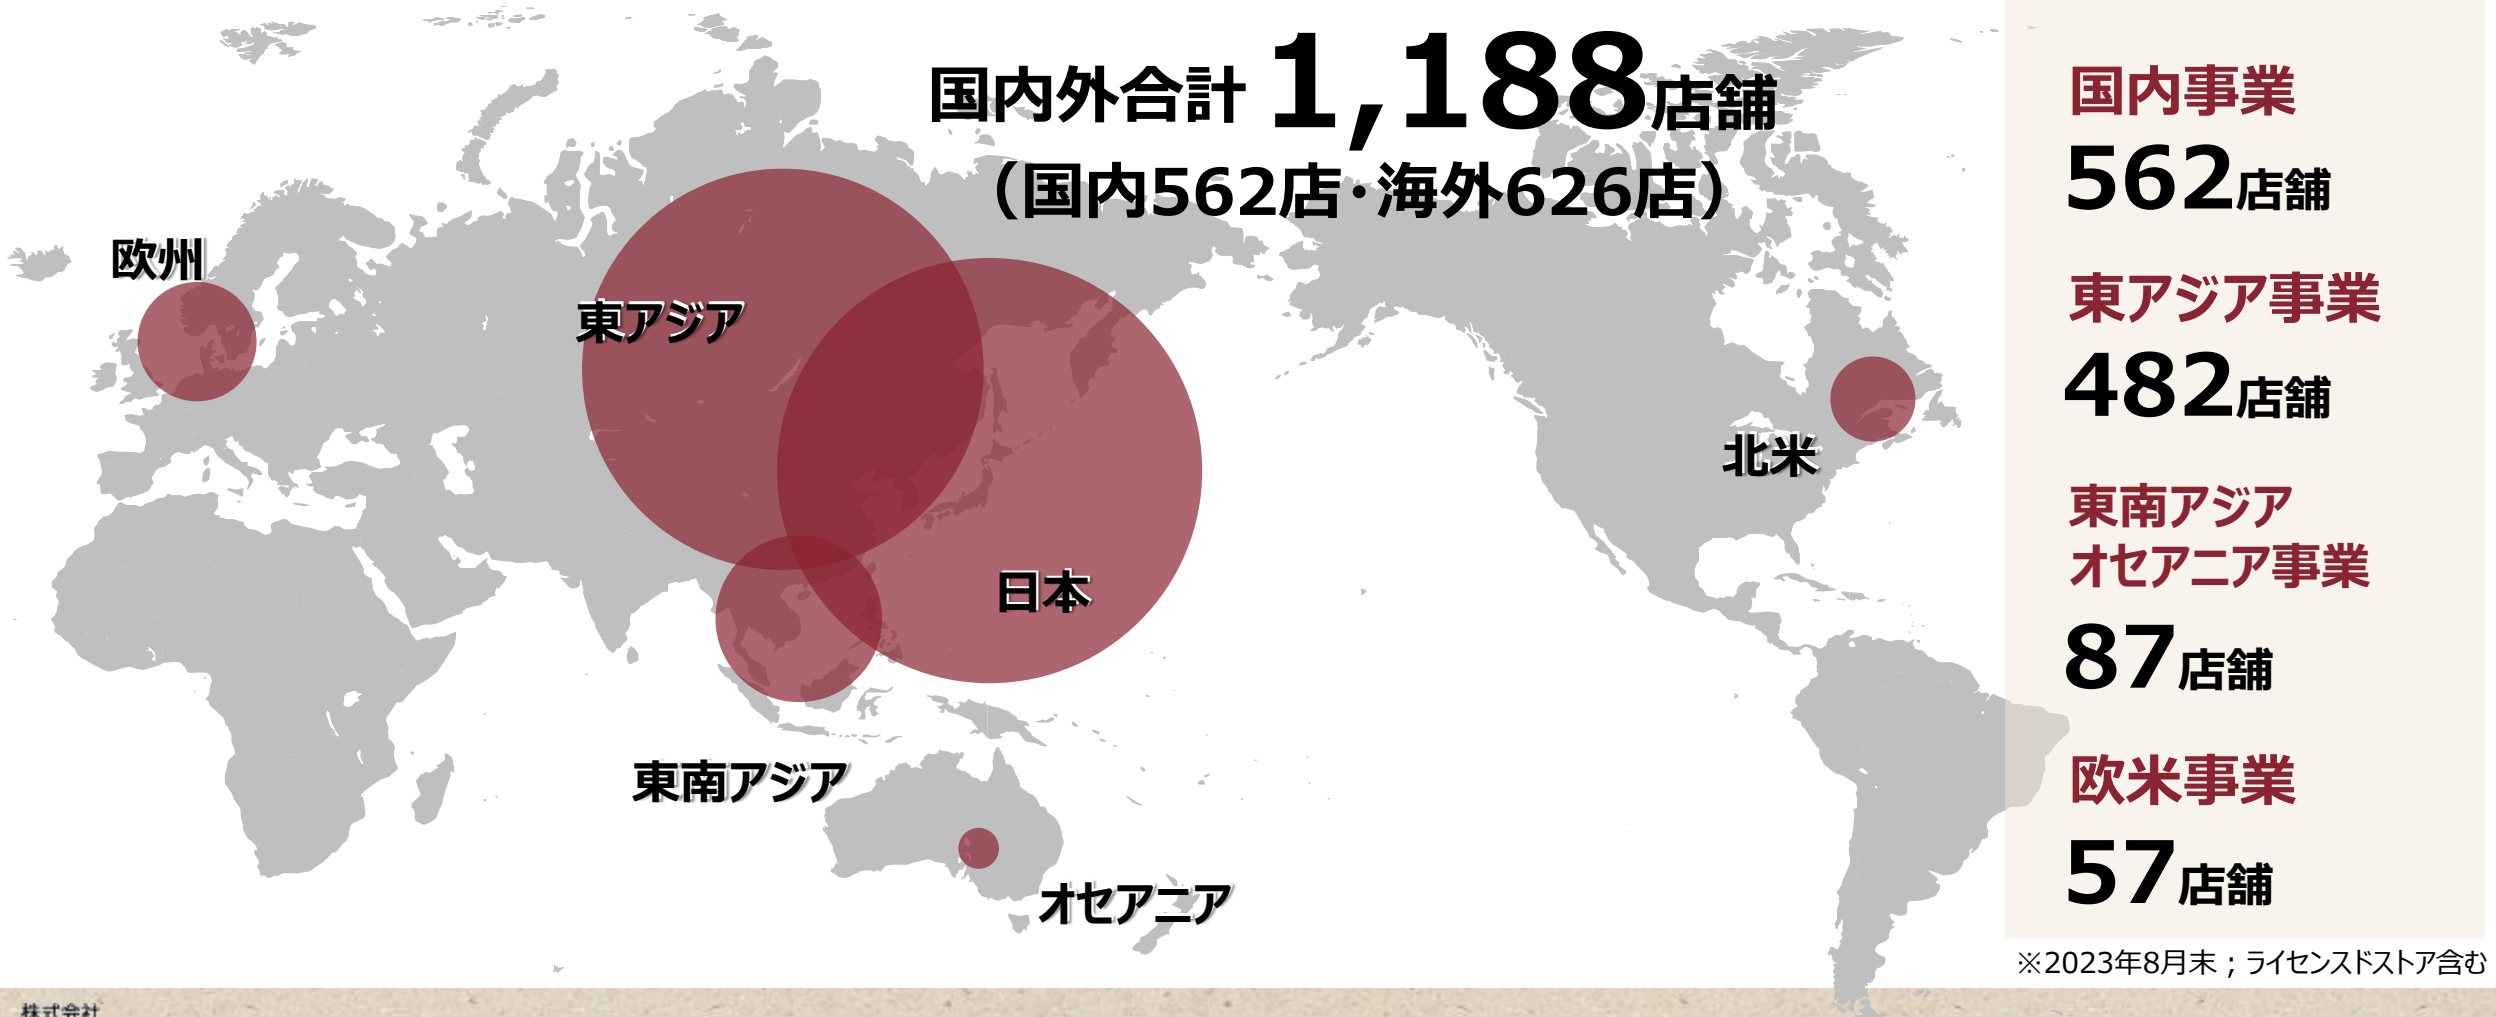 国内外合計 1,188店舗
（国内562店・海外626店）
欧州
東アジア
北米
日本
東南アジア
オセアニア
国内事業
562店舗
東アジア事業
482店舗
東南アジア
オセアニア事業
87店舗
欧米事業
57店舗
※2023年8月末 ; ライセンスドストア含む
株式会社